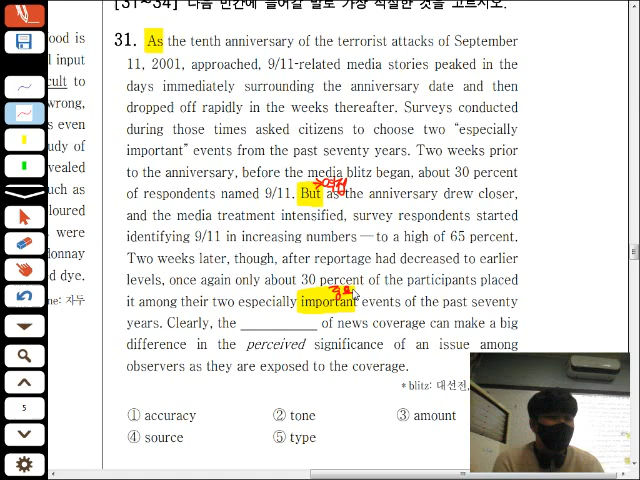 [31~34] 다음 빈칸에 들어갈 말로 가장 적절한 것을 고르시오.
ood is
l input
cult to
wrong,
s even
udy of
vealed
uch as
loured
were
donnay
d dye.
me: 자두
31. As the tenth anniversary of the terrorist attacks of September
11, 2001, approached, 9/11-related media stories peaked in the
days immediately surrounding the anniversary date and then
dropped off rapidly in the weeks thereafter. Surveys conducted
during those times asked citizens to choose two “especially
important” events from the past seventy years. Two weeks prior
to the anniversary, before the media blitz began, about 30 percent
of respondents named 9/11. But as the anniversary drew closer,
역접
and the media treatment intensified, survey respondents started
identifying 9/11 in increasing numbers — to a high of 65 percent.
Two weeks later, though, after reportage had decreased to earlier
levels, once again only about 30 percent of the participants placed
중요
it among their two especially important events of the past seventy
years. Clearly, the ____________ of news coverage can make a big
difference in the perceived significance of an issue among
observers as they are exposed to the coverage.
* blitz: 대선전,
① accuracy ② tone ③ amount
④ source ⑤ type
5